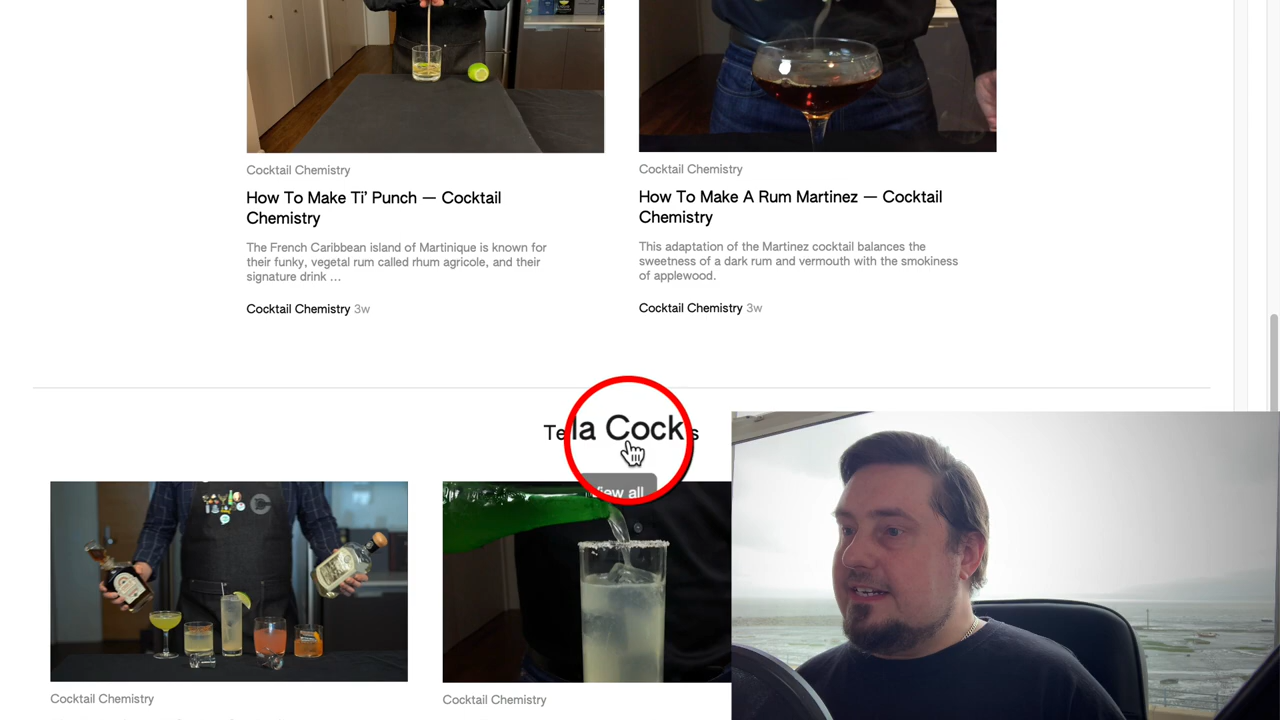 Cocktail Chemistry
How To Make Ti' Punch — Cocktail
Chemistry
The French Caribbean island of Martinique is known for
their funky, vegetal rum called rhum agricole, and their
signature drink ...
Cocktail Chemistry 3w
Cocktail Chemistry
How To Make A Rum Martinez — Cocktail
Chemistry
This adaptation of the Martinez cocktail balances the
sweetness of a dark rum and vermouth with the smokiness
of applewood.
Cocktail Chemistry 3w
View all
Cocktail Chemistry
Cocktail Chemistry